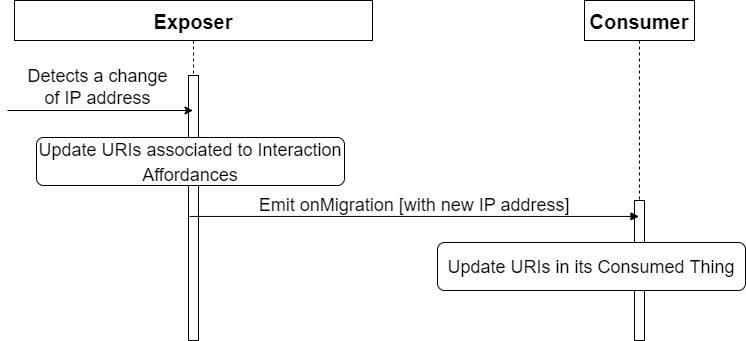 Exposer
Consumer
Detects a change
of IP address
Update URIs associated to Interaction
Affordances
Emit onMigration [with new IP address]
Update URIs in its Consumed Thing